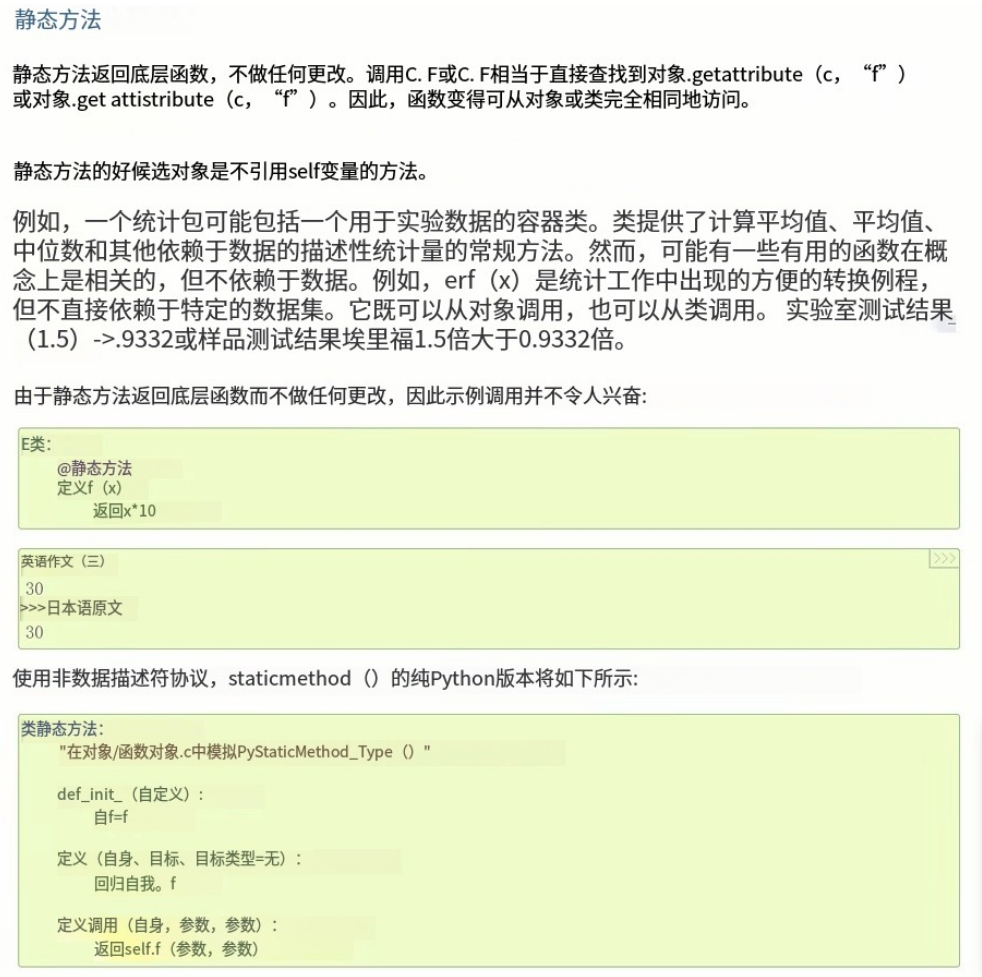 静态方法
静态方法返回底层函数，不做任何更改。调用C. F或C. F相当于直接查找到对象.getattribute（c，“f”）
或对象.get attistribute（c，“f”）。因此，函数变得可从对象或类完全相同地访问。
静态方法的好候选对象是不引用self变量的方法。
例如，一个统计包可能包括一个用于实验数据的容器类。类提供了计算平均值、平均值、
中位数和其他依赖于数据的描述性统计量的常规方法。然而，可能有一些有用的函数在概
念上是相关的，但不依赖于数据。例如，erf（x）是统计工作中出现的方便的转换例程，
但不直接依赖于特定的数据集。它既可以从对象调用，也可以从类调用。 实验室测试结果
（1.5）->.9332或样品测试结果埃里福1.5倍大于0.9332倍。
由于静态方法返回底层函数而不做任何更改，因此示例调用并不令人兴奋:
E类：
@静态方法
定义f（x）
返回x*10
英语作文（三）
>>>
30
>>>日本语原文
30
使用非数据描述符协议，staticmethod（）的纯Python版本将如下所示:
类静态方法：
"在对象/函数对象.c中模拟PyStaticMethod_Type（）"
def_init_（自定义）:
自f=f
定义（自身、目标、目标类型=无）:
回归自我。f
定义调用（自身，参数，参数）:
返回self.f（参数，参数）